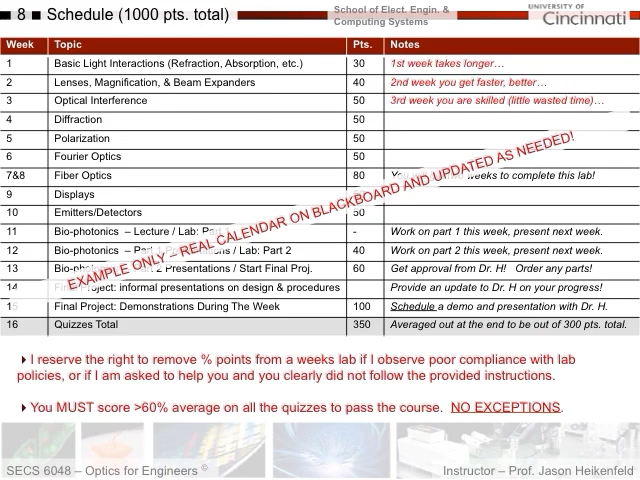 8 ■ Schedule (1000 pts. total)
School of Elect. Engin. &
Computing Systems
UNIVERSITY OF
Cincinnati
Week Topic Pts. Notes
1 Basic Light Interactions (Refraction, Absorption, etc.) 30 1st week takes longer…
2 Lenses, Magnification, & Beam Expanders 40 2nd week you get faster, better…
3 Optical Interference 50 3rd week you are skilled (little wasted time)…
4 Diffraction 50
5 Polarization 50
6 Fourier Optics 50
7&8 Fiber Optics 80 weeks to complete this lab!
9 Displays
10 Emitters/Detectors 50
11 Bio-photonics – Lecture / Lab: Part - Work on part 1 this week, present next week.
12 Bio-photonics – Part 1 / Lab: Part 2 40 Work on part 2 this week, present next week.
13 2 Presentations / Start Final Proj. 60 Get approval from Dr. H! Order any parts!
14 Final Project: informal presentations on design & procedures Provide an update to Dr. H on your progress!
15 Final Project: Demonstrations During The Week 100 Schedule a demo and presentation with Dr. H.
16 Quizzes Total 350 Averaged out at the end to be out of 300 pts. total.
EXAMPLE ONLY – REAL CALENDAR ON BLACKBOARD AND UPDATED AS NEEDED!
I reserve the right to remove % points from a weeks lab if I observe poor compliance with lab
policies, or if I am asked to help you and you clearly did not follow the provided instructions.
You MUST score >60% average on all the quizzes to pass the course. NO EXCEPTIONS.
SECS 6048 – Optics for Engineers ©
Instructor – Prof. Jason Heikenfeld